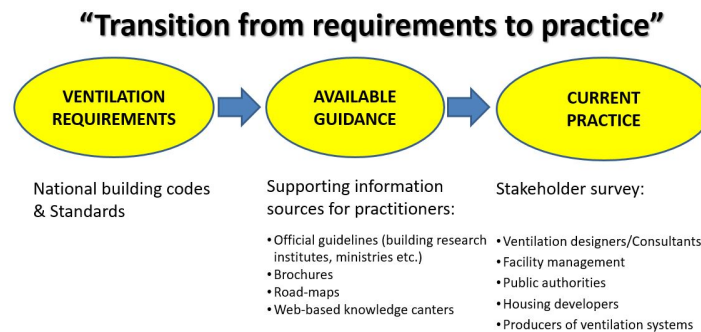 “Transition from requirements to practice”
VENTILATION
REQUIREMENTS
AVAILABLE
GUIDANCE
CURRENT
PRACTICE
National building codes
& Standards
Supporting information
sources for practitioners:
• Official guidelines (building research
institutes, ministries etc.)
• Brochures
• Road-maps
• Web-based knowledge canters
Stakeholder survey:
• Ventilation designers/Consultants
• Facility management
• Public authorities
• Housing developers
• Producers of ventilation systems